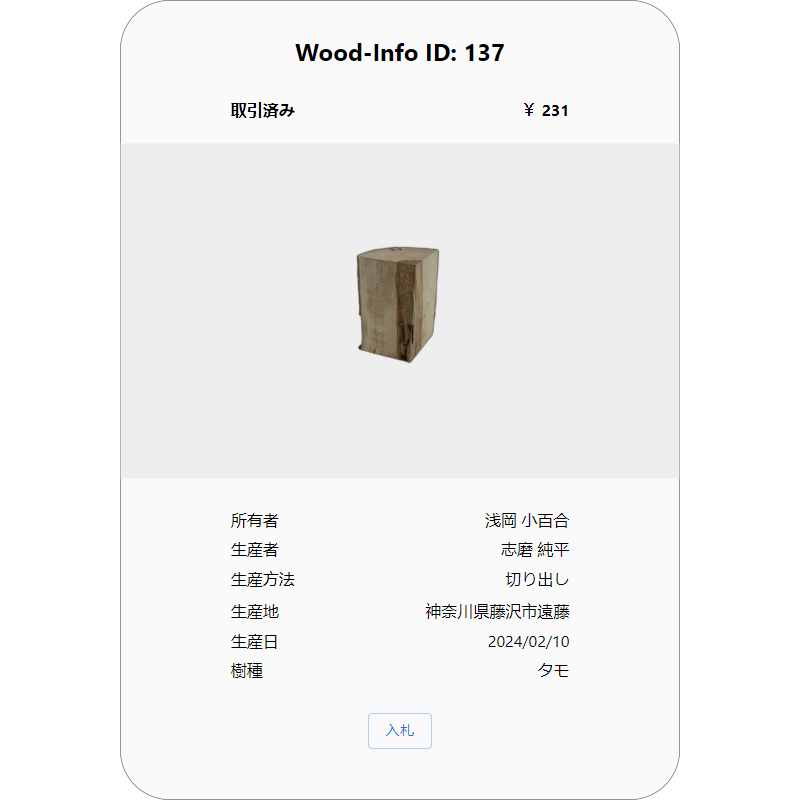 Wood-Info ID: 137
取引済み ¥ 231
所有者 浅岡 小百合
生産者 志磨 純平
生産方法 切り出し
生産地 神奈川県藤沢市遠藤
生産日 2024/02/10
樹種 タモ
入札